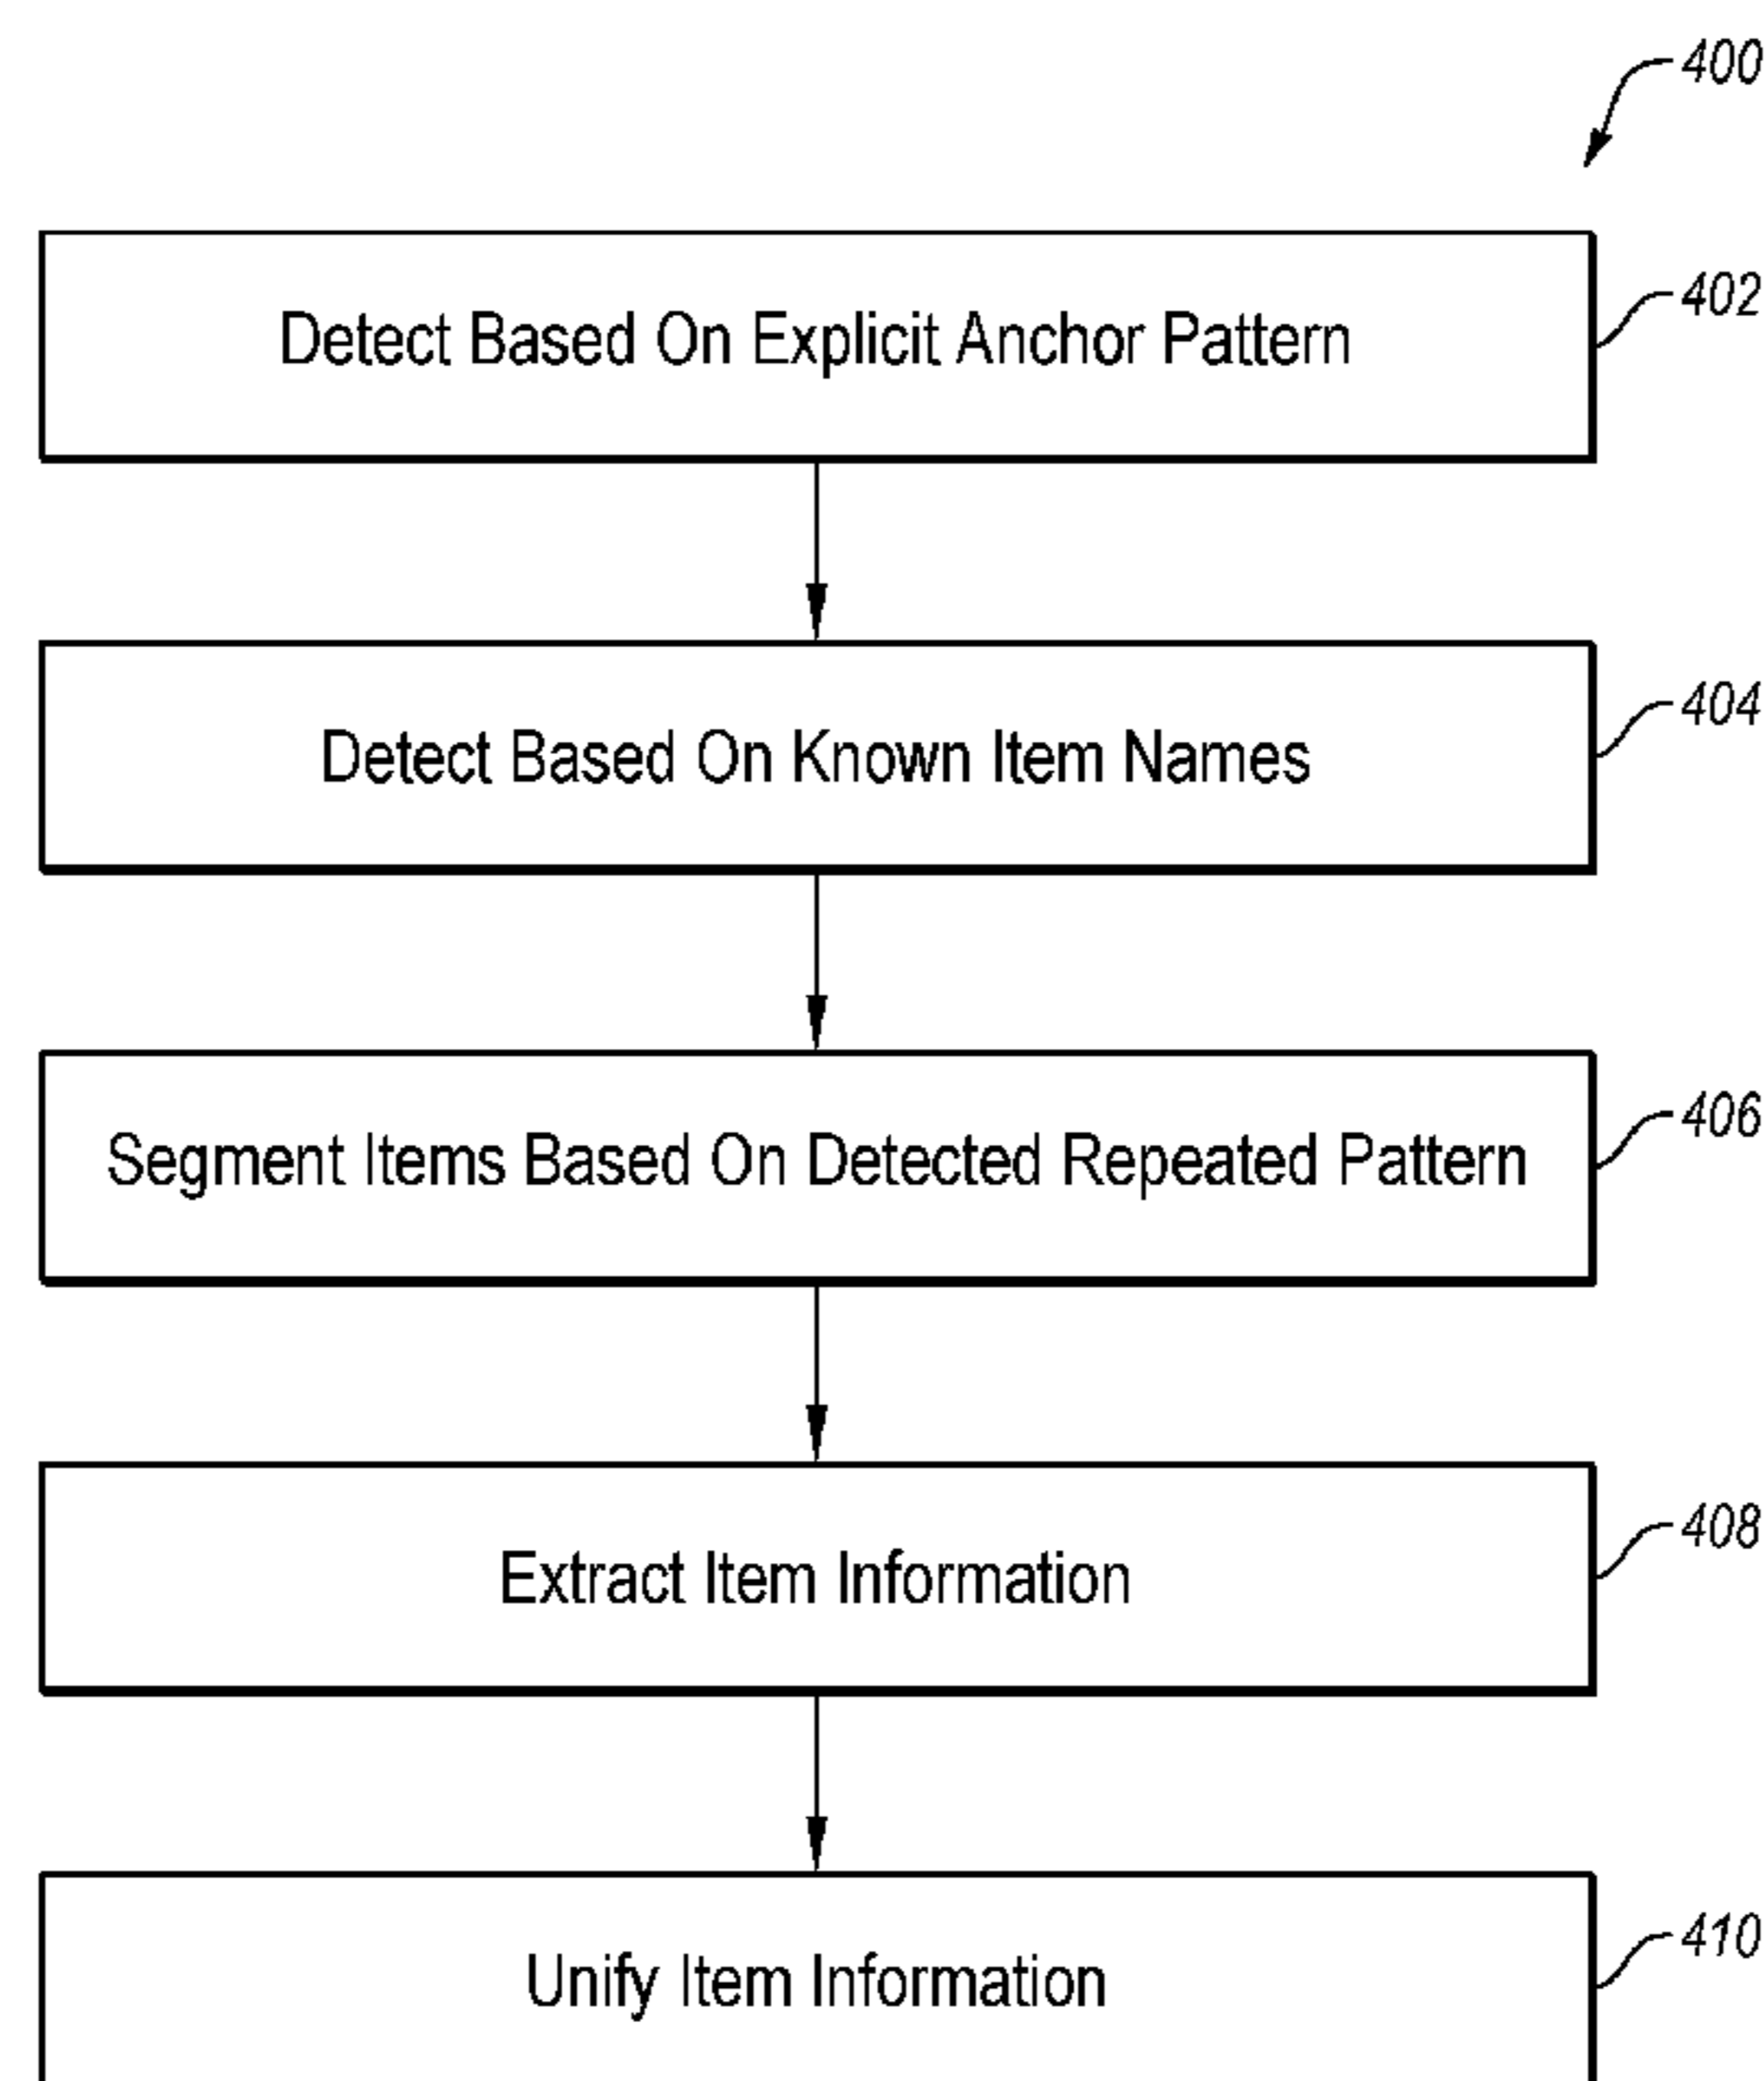 400
Detect Based On Explicit Anchor Pattern
402
Detect Based On Known Item Names
404
Segment Items Based On Detected Repeated Pattern
406
Extract Item Information
408
Unify Item Information
410